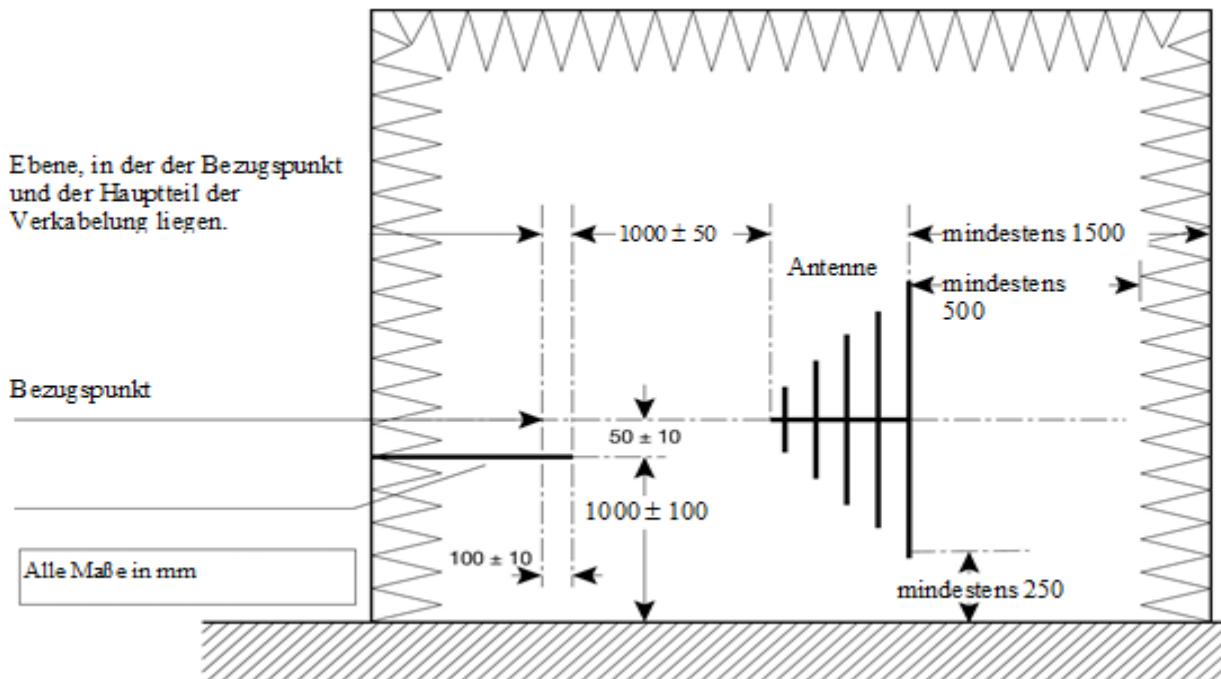 Ebene, in der der Bezugspunkt
und der Hauptteil der
Verkabelung liegen.
1000 ± 50
mindestens 1500
Antenne
mindestens
500
Bezugspunkt
50 ± 10
1000 ± 100
100 ± 10
Alle Maße in mm
mindestens 250